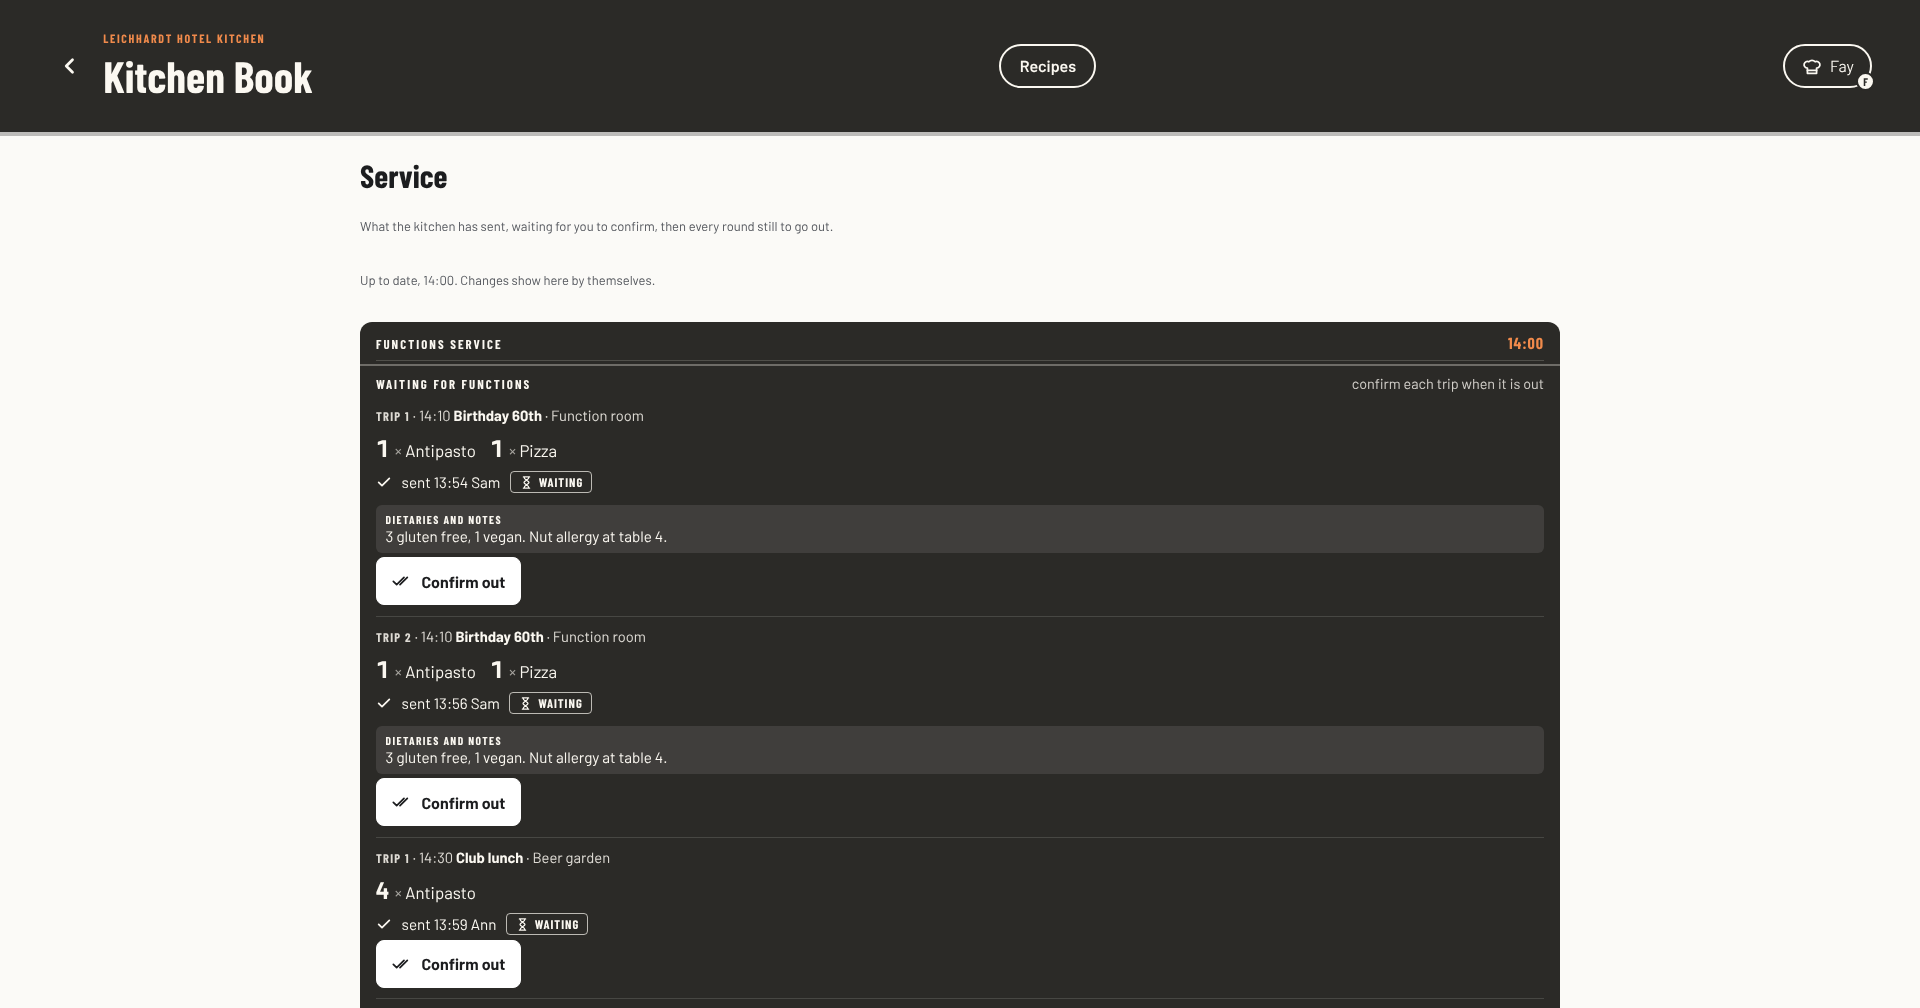 LEICHHARDT HOTEL KITCHEN
Kitchen Book
Recipes
Fay
F
Service
What the kitchen has sent, waiting for you to confirm, then every round still to go out.
Up to date, 14:00. Changes show here by themselves.
FUNCTIONS SERVICE 14:00
WAITING FOR FUNCTIONS confirm each trip when it is out
TRIP 1 · 14:10 Birthday 60th · Function room
1 × Antipasto 1 × Pizza
sent 13:54 Sam WAITING
DIETARIES AND NOTES
3 gluten free, 1 vegan. Nut allergy at table 4.
Confirm out
TRIP 2 · 14:10 Birthday 60th · Function room
1 × Antipasto 1 × Pizza
sent 13:56 Sam WAITING
DIETARIES AND NOTES
3 gluten free, 1 vegan. Nut allergy at table 4.
Confirm out
TRIP 1 · 14:30 Club lunch · Beer garden
4 × Antipasto
sent 13:59 Ann WAITING
Confirm out